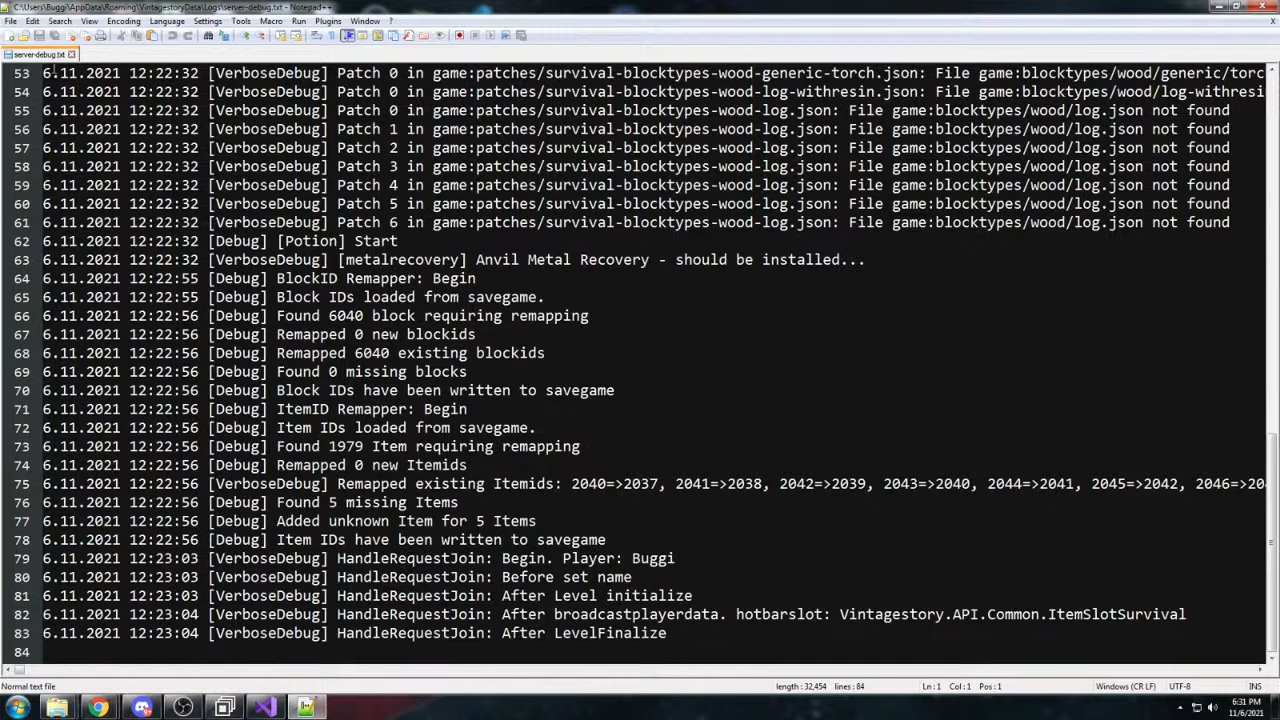 C:\Users\Buggi\AppData\Roaming\VintagestoryData\Logs\server-debug.txt - Notepad++
File Edit Search View Encoding Language Settings Tools Macro Run Plugins Window ? X
server-debug.txt
53 6.11.2021 12:22:32 [VerboseDebug] Patch 0 in game:patches/survival-blocktypes-wood-generic-torch.json: File game:blocktypes/wood/generic/torc
54 6.11.2021 12:22:32 [VerboseDebug] Patch 0 in game:patches/survival-blocktypes-wood-log-withresin.json: File game:blocktypes/wood/log-withresi
55 6.11.2021 12:22:32 [VerboseDebug] Patch 0 in game:patches/survival-blocktypes-wood-log.json: File game:blocktypes/wood/log.json not found
56 6.11.2021 12:22:32 [VerboseDebug] Patch 1 in game:patches/survival-blocktypes-wood-log.json: File game:blocktypes/wood/log.json not found
57 6.11.2021 12:22:32 [VerboseDebug] Patch 2 in game:patches/survival-blocktypes-wood-log.json: File game:blocktypes/wood/log.json not found
58 6.11.2021 12:22:32 [VerboseDebug] Patch 3 in game:patches/survival-blocktypes-wood-log.json: File game:blocktypes/wood/log.json not found
59 6.11.2021 12:22:32 [VerboseDebug] Patch 4 in game:patches/survival-blocktypes-wood-log.json: File game:blocktypes/wood/log.json not found
60 6.11.2021 12:22:32 [VerboseDebug] Patch 5 in game:patches/survival-blocktypes-wood-log.json: File game:blocktypes/wood/log.json not found
61 6.11.2021 12:22:32 [VerboseDebug] Patch 6 in game:patches/survival-blocktypes-wood-log.json: File game:blocktypes/wood/log.json not found
62 6.11.2021 12:22:32 [Debug] [Potion] Start
63 6.11.2021 12:22:32 [VerboseDebug] [metalrecovery] Anvil Metal Recovery - should be installed...
64 6.11.2021 12:22:55 [Debug] BlockID Remapper: Begin
65 6.11.2021 12:22:55 [Debug] Block IDs loaded from savegame.
66 6.11.2021 12:22:56 [Debug] Found 6040 block requiring remapping
67 6.11.2021 12:22:56 [Debug] Remapped 0 new blockids
68 6.11.2021 12:22:56 [Debug] Remapped 6040 existing blockids
69 6.11.2021 12:22:56 [Debug] Found 0 missing blocks
70 6.11.2021 12:22:56 [Debug] Block IDs have been written to savegame
71 6.11.2021 12:22:56 [Debug] ItemID Remapper: Begin
72 6.11.2021 12:22:56 [Debug] Item IDs loaded from savegame.
73 6.11.2021 12:22:56 [Debug] Found 1979 Item requiring remapping
74 6.11.2021 12:22:56 [Debug] Remapped 0 new Itemids
75 6.11.2021 12:22:56 [Debug] Remapped existing Itemids: 2040=>2037, 2041=>2038, 2042=>2039, 2043=>2040, 2044=>2041, 2045=>2042, 2046=>20
76 6.11.2021 12:22:56 [Debug] Found 5 missing Items
77 6.11.2021 12:22:56 [Debug] Added unknown Item for 5 Items
78 6.11.2021 12:22:56 [Debug] Item IDs have been written to savegame
79 6.11.2021 12:23:03 [VerboseDebug] HandleRequestJoin: Begin. Player: Buggi
80 6.11.2021 12:23:03 [VerboseDebug] HandleRequestJoin: Before set name
81 6.11.2021 12:23:03 [VerboseDebug] HandleRequestJoin: After Level initialize
82 6.11.2021 12:23:04 [VerboseDebug] HandleRequestJoin: After broadcastplayerdata. hotbarslot: Vintagestory.API.Common.ItemSlotSurvival
83 6.11.2021 12:23:04 [VerboseDebug] HandleRequestJoin: After LevelFinalize
84
Normal text file length: 32,454 lines: 84 Ln: 1 Col: 1 Pos: 1 Windows (CR LF) UTF-8 INS
6:31 PM
11/6/2021